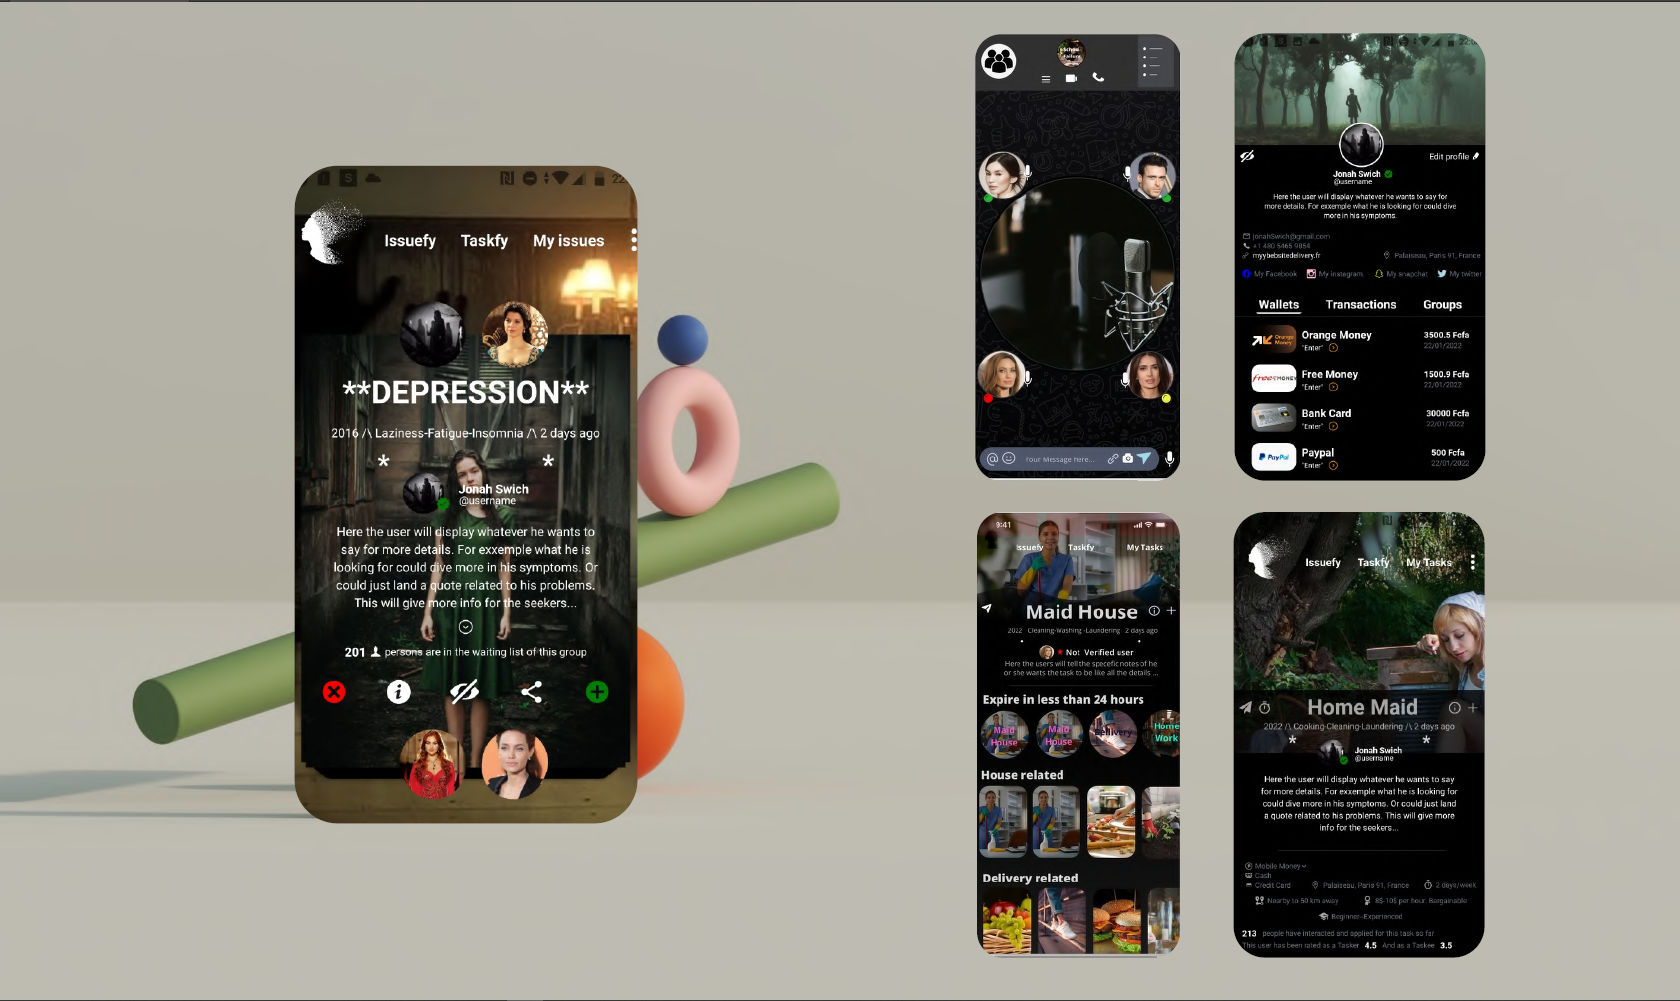 Issuefy Taskfy My issues
**DEPRESSION**
2016 /\ Laziness-Fatigue-Insomnia /\ 2 days ago
* *
Jonah Swich
@username
Here the user will display whatever he wants to
say for more details. For exxemple what he is
looking for could dive more in his symptoms. Or
could just land a quote related to his problems.
This will give more info for the seekers...
201 persons are in the waiting list of this group
Your Message here...
Edit profile
Jonah Swich
@username
Here the user will display whatever he wants to say for
more details. For exemple what he is looking for could dive
more in his symptoms.
jonahSwich@gmail.com
+1 480 5465 9854
myybebsitedelivery.fr
Palaiseau, Paris 91, France
My Facebook My instagram. My snapchat My twitter
Wallets Transactions Groups
Orange Money
Orange Money 3500.5 Fcfa
"Enter" 22/01/2022
free MONEY
Free Money 1500.9 Fcfa
"Enter" 22/01/2022
Bank Card 30000 Fcfa
"Enter" 22/01/2022
PayPal
Paypal 500 Fcfa
"Enter" 22/01/2022
9:41
Issuefy Taskfy My Tasks
Maid House
2022 Cleaning-Washing-Laundering 2 days ago
Not Verified user
Here the users will tell the specefic notes of he
or she wants the task to be like all the details ...
Expire in less than 24 hours
Maid House
Maid House
Delivery
Home Work
House related
Delivery related
Issuefy Taskfy My Tasks
Home Maid
2022 /\ Cooking-Cleaning-Laundering /\ 2 days ago
* *
Jonah Swich
@username
Here the user will display whatever he wants to say
for more details. For exxemple what he is looking for
could dive more in his symptoms. Or could just land
a quote related to his problems. This will give more
info for the seekers...
Mobile Money
Cash
Credit Card Palaiseau, Paris 91, France 2 days/week
Nearby to 50 km away 8$-10$ per hour. Bargainable
Beginner-Experienced
213 people have interacted and applied for this task so far
This user has been rated as a Tasker 4.5 And as a Taskee 3.5